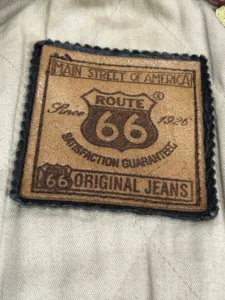 MAIN STREET OF AMERICA
ROUTE ®
Since 66 1926
SATISFACTION GUARANTEED
66 ORIGINAL JEANS